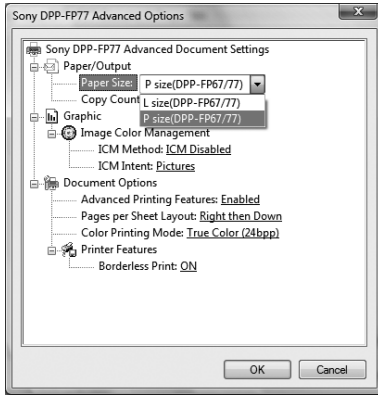 Sony DPP-FP77 Advanced Options
x
Sony DPP-FP77 Advanced Document Settings
Paper/Output
Paper Size: P size(DPP-FP67/77)
L size(DPP-FP67/77)
Copy Count
P size(DPP-FP67/77)
Graphic
Image Color Management
ICM Method: ICM Disabled
ICM Intent: Pictures
Document Options
Advanced Printing Features: Enabled
Pages per Sheet Layout: Right then Down
Color Printing Mode: True Color (24bpp)
Printer Features
Borderless Print: ON
OK Cancel